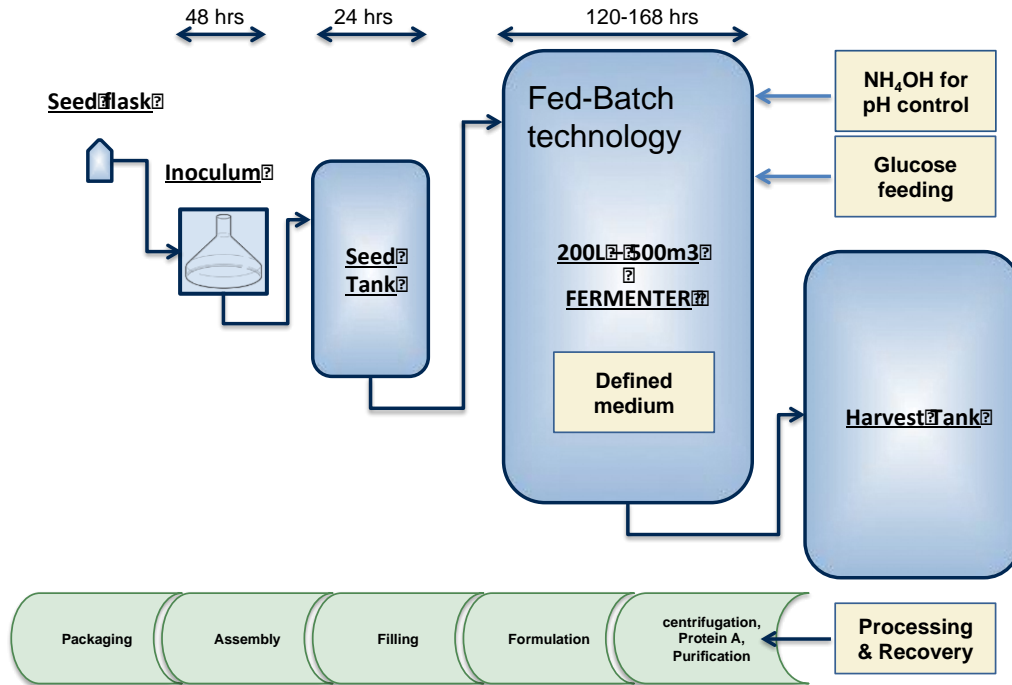 48 hrs
24 hrs
120-168 hrs
Seed flask
Inoculum
Seed
Tank
Fed-Batch
technology
200L – 500m3
FERMENTER
Defined
medium
NH₄OH for
pH control
Glucose
feeding
Harvest Tank
Packaging
Assembly
Filling
Formulation
centrifugation,
Protein A,
Purification
Processing
& Recovery